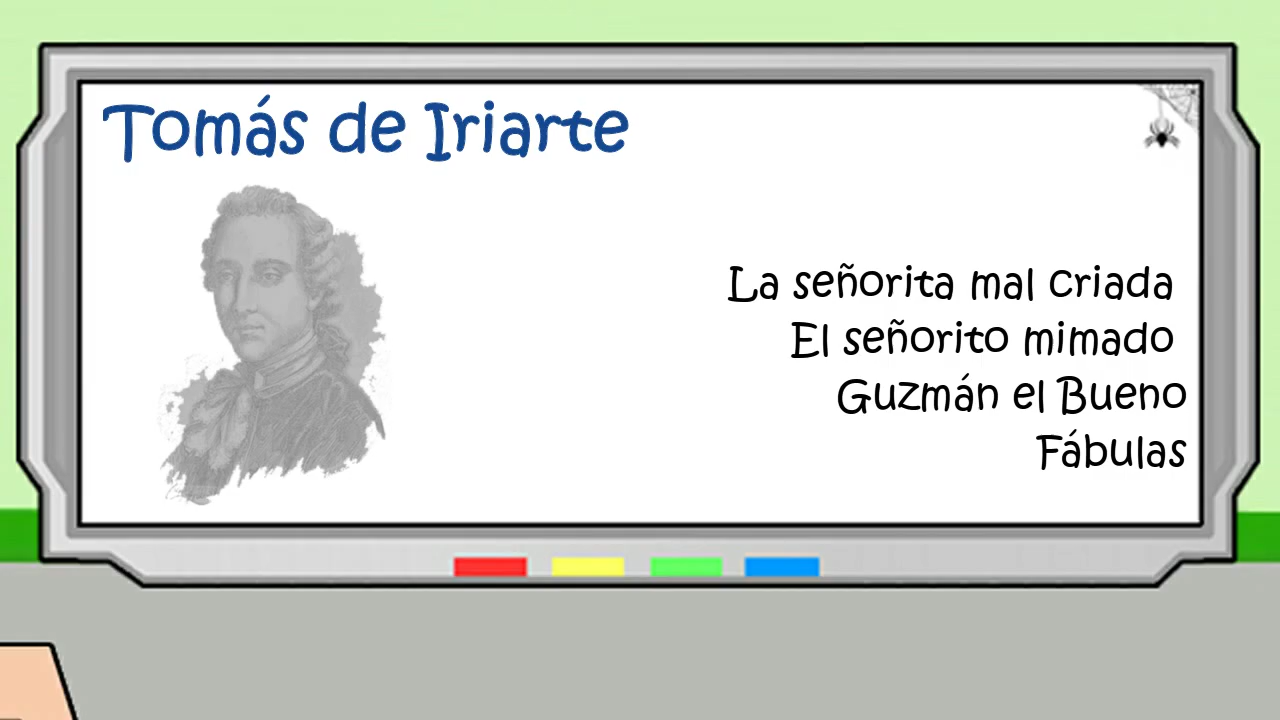 Tomás de Iriarte
La señorita mal criada
El señorito mimado
Guzmán el Bueno
Fábulas